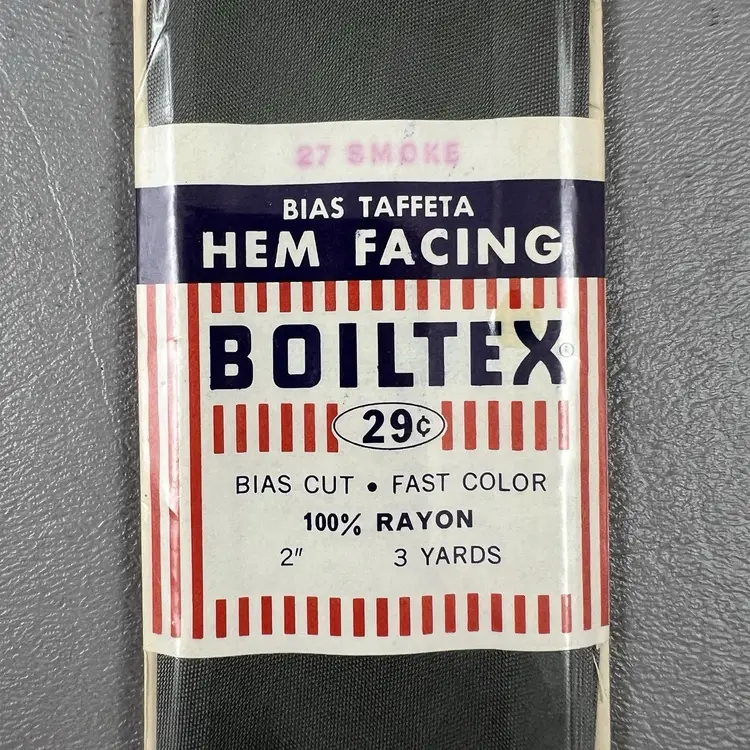 27 SMOKE
BIAS TAFFETA
HEM FACING
BOILTEX®
29¢
BIAS CUT • FAST COLOR
100% RAYON
2" 3 YARDS